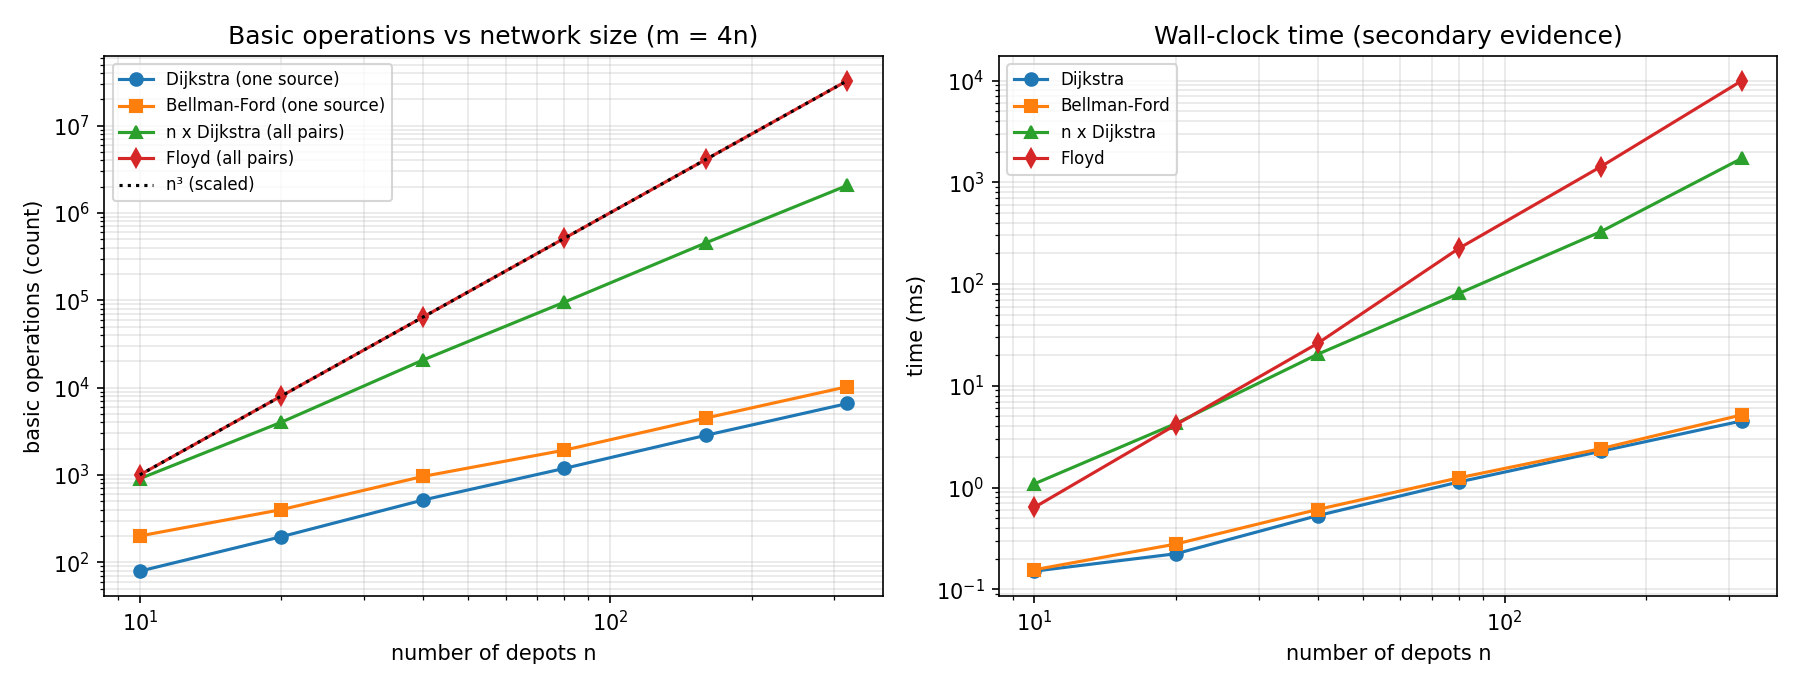 Basic operations vs network size (m = 4n)
Dijkstra (one source)
Bellman-Ford (one source)
n x Dijkstra (all pairs)
Floyd (all pairs)
n³ (scaled)
basic operations (count)
10⁷
10⁶
10⁵
10⁴
10³
10²
10¹
10²
number of depots n
Wall-clock time (secondary evidence)
Dijkstra
Bellman-Ford
n x Dijkstra
Floyd
time (ms)
10⁴
10³
10²
10¹
10⁰
10⁻¹
10¹
10²
number of depots n